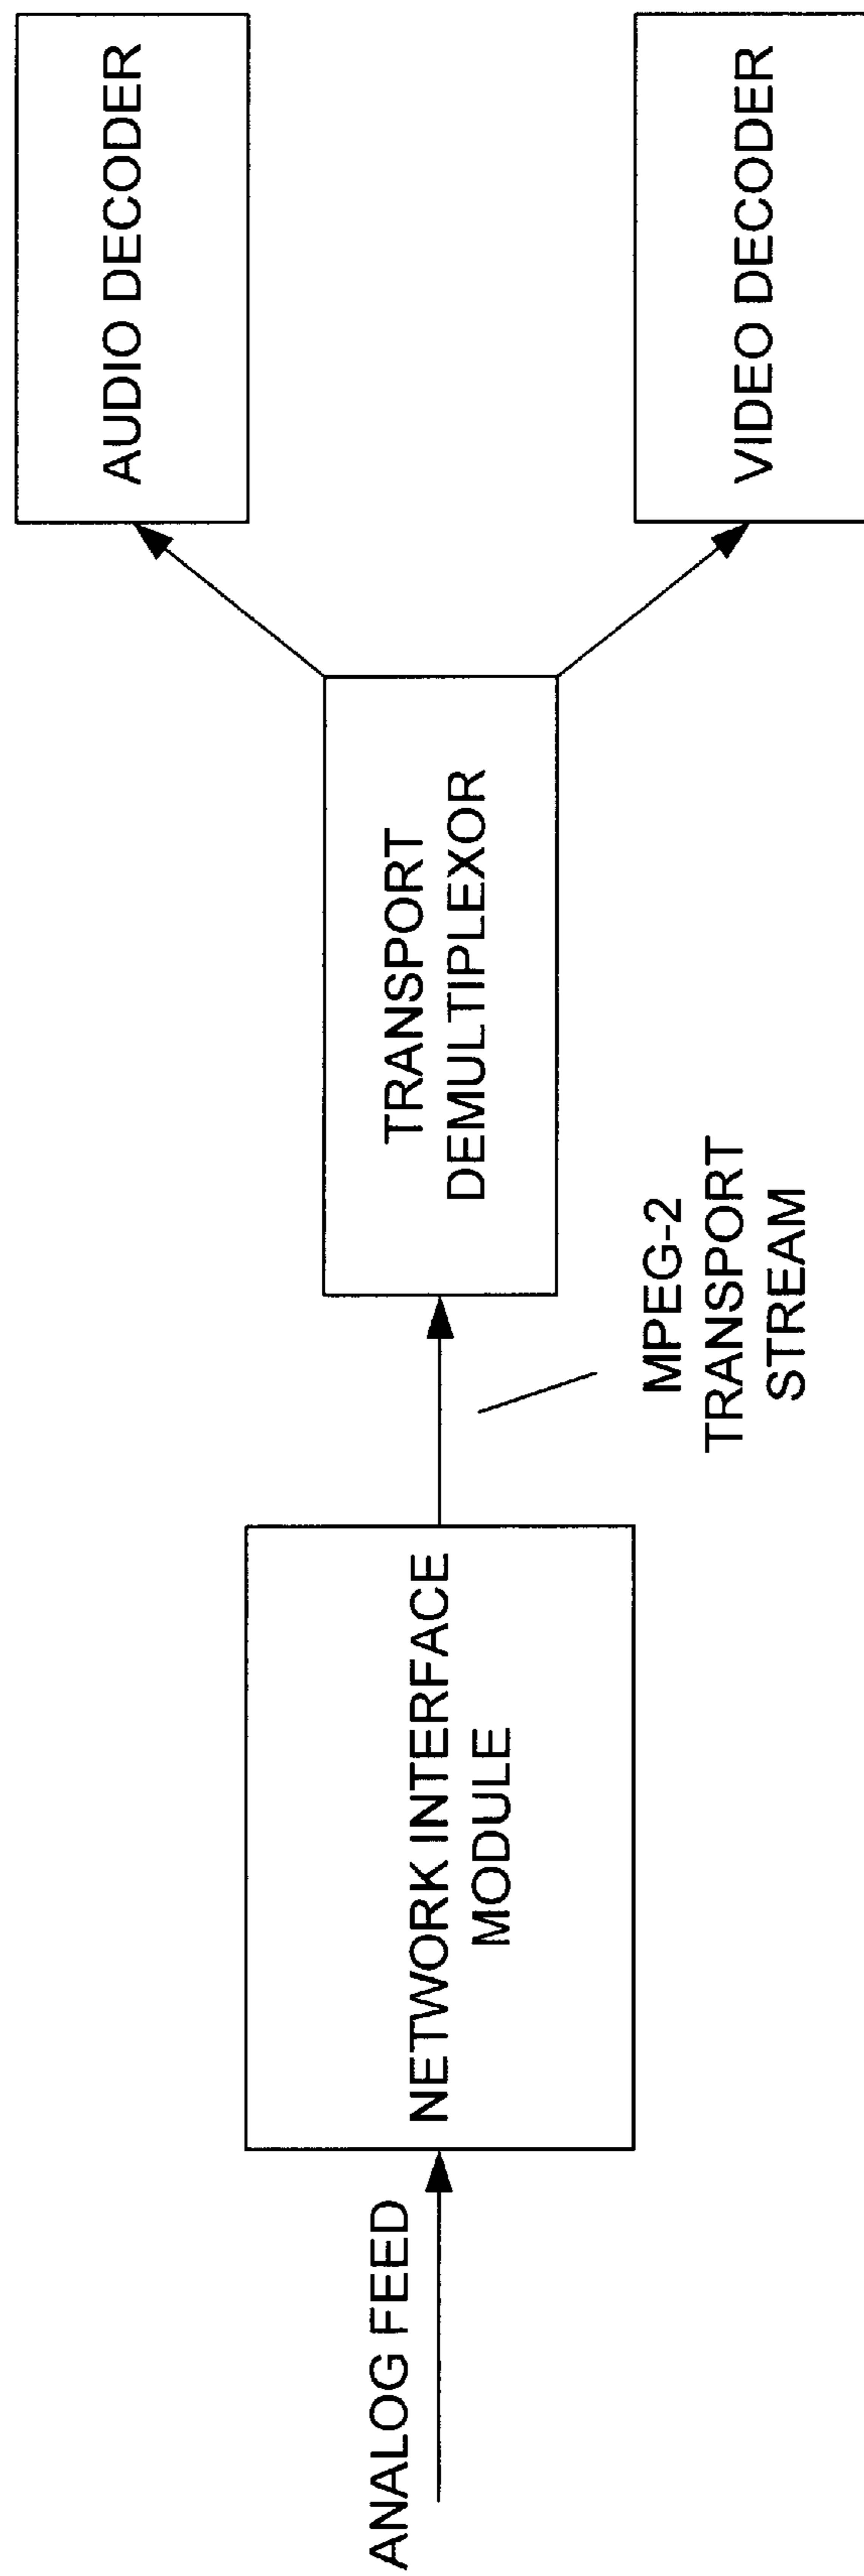 ANALOG FEED
NETWORK INTERFACE
MODULE
MPEG-2
TRANSPORT
STREAM
TRANSPORT
DEMULTIPLEXOR
AUDIO DECODER
VIDEO DECODER